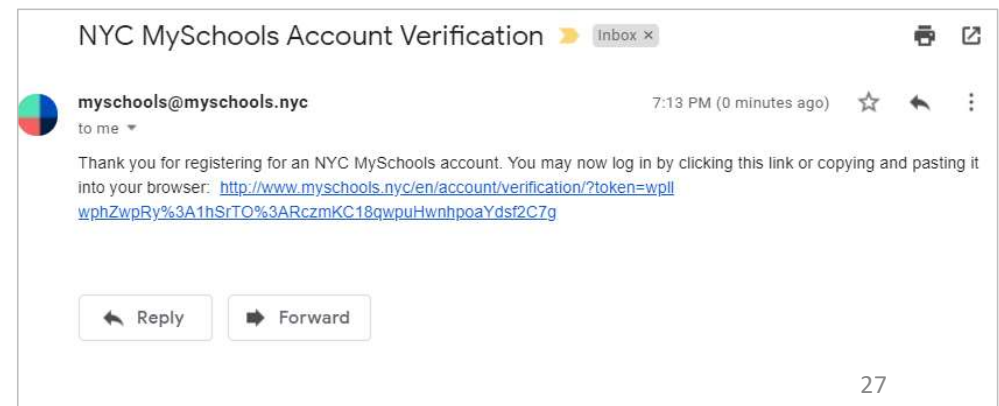 NYC MySchools Account Verification Inbox ×
myschools@myschools.nyc 7:13 PM (0 minutes ago)
to me
Thank you for registering for an NYC MySchools account. You may now log in by clicking this link or copying and pasting it
into your browser: http://www.myschools.nyc/en/account/verification/?token=wpll
wphZwpRy%3A1hSrTO%3ARczmKC18qwpuHwnhpoaYdsf2C7g
Reply Forward
27